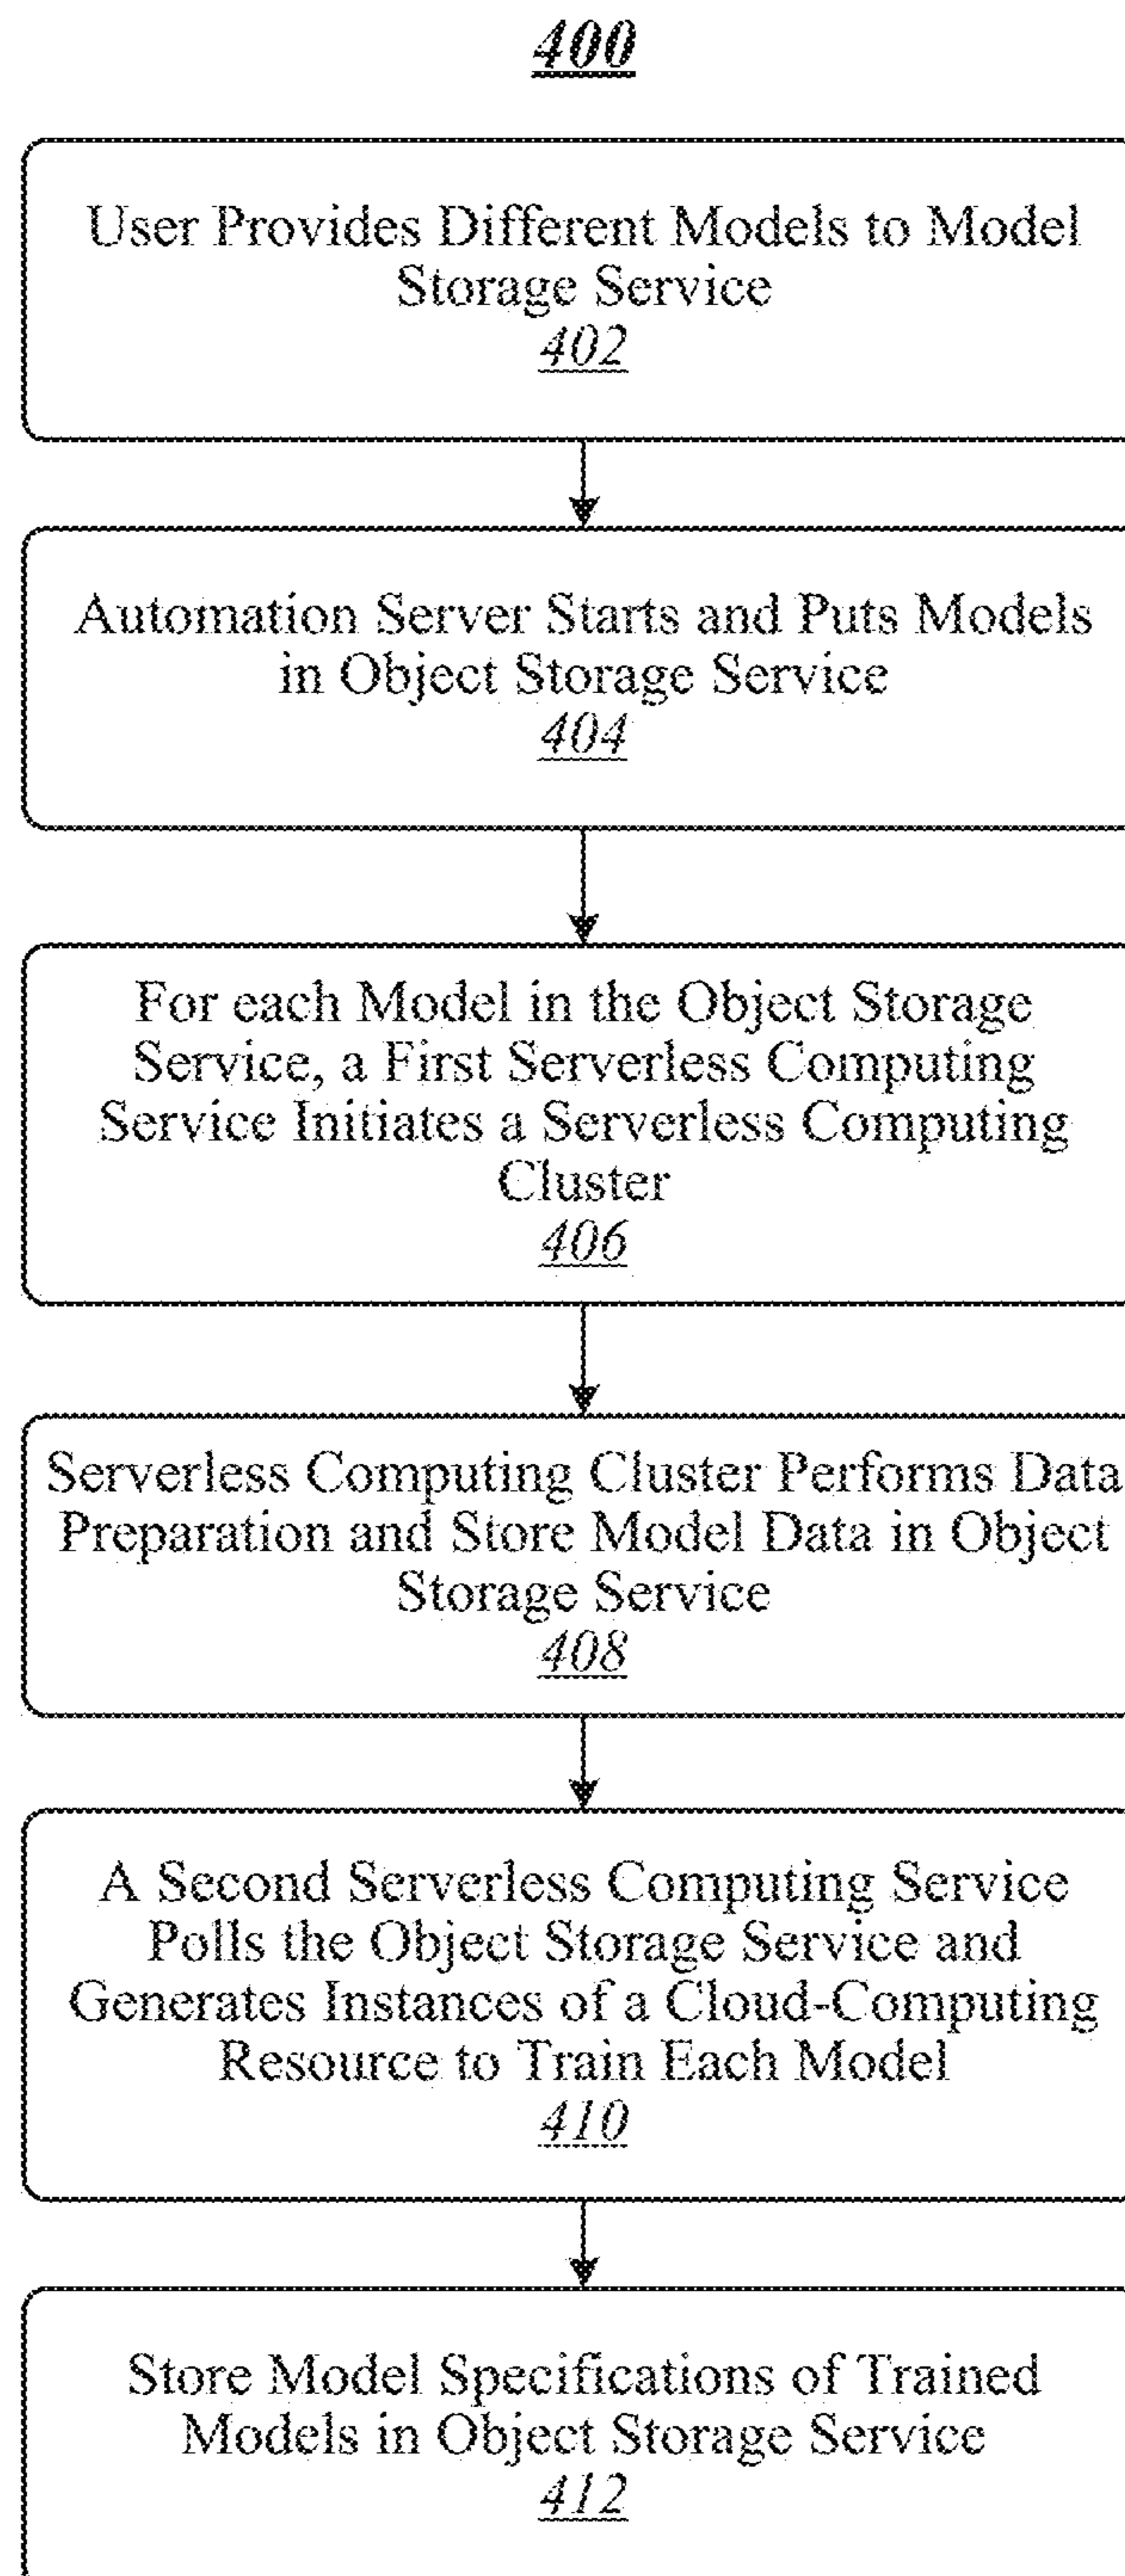 400
User Provides Different Models to Model
Storage Service
402
Automation Server Starts and Puts Models
in Object Storage Service
404
For each Model in the Object Storage
Service, a First Serverless Computing
Service Initiates a Serverless Computing
Cluster
406
Serverless Computing Cluster Performs Data
Preparation and Store Model Data in Object
Storage Service
408
A Second Serverless Computing Service
Polls the Object Storage Service and
Generates Instances of a Cloud-Computing
Resource to Train Each Model
410
Store Model Specifications of Trained
Models in Object Storage Service
412